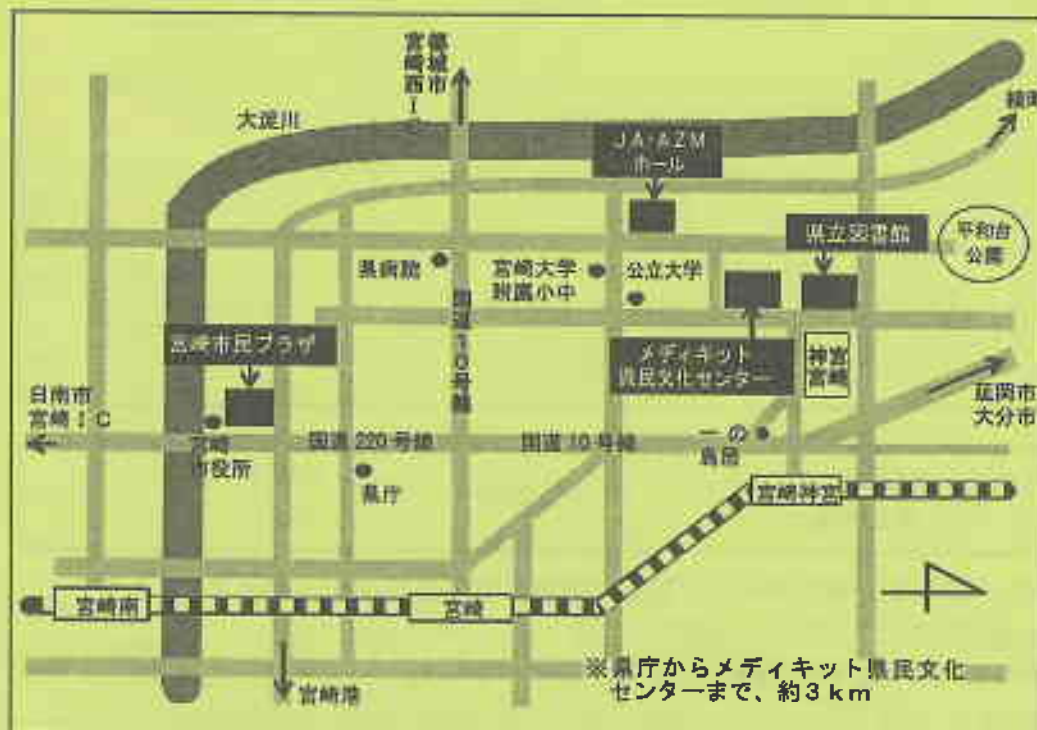 都城市
宮崎西I
大淀川
JA・AZM
ホール
県立図書館
平和台
公園
県病院
宮崎大学
附属小中
公立大学
国道10号線
宮崎市民プラザ
メディキット
県民文化センター
神宮
宮崎
日南市
宮崎IC
延岡市
大分市
宮崎
市役所
国道220号線
国道10号線
一の
鳥居
県庁
宮崎神宮
宮崎南
宮崎
宮崎港
※県庁からメディキット県民文化
センターまで、約3km